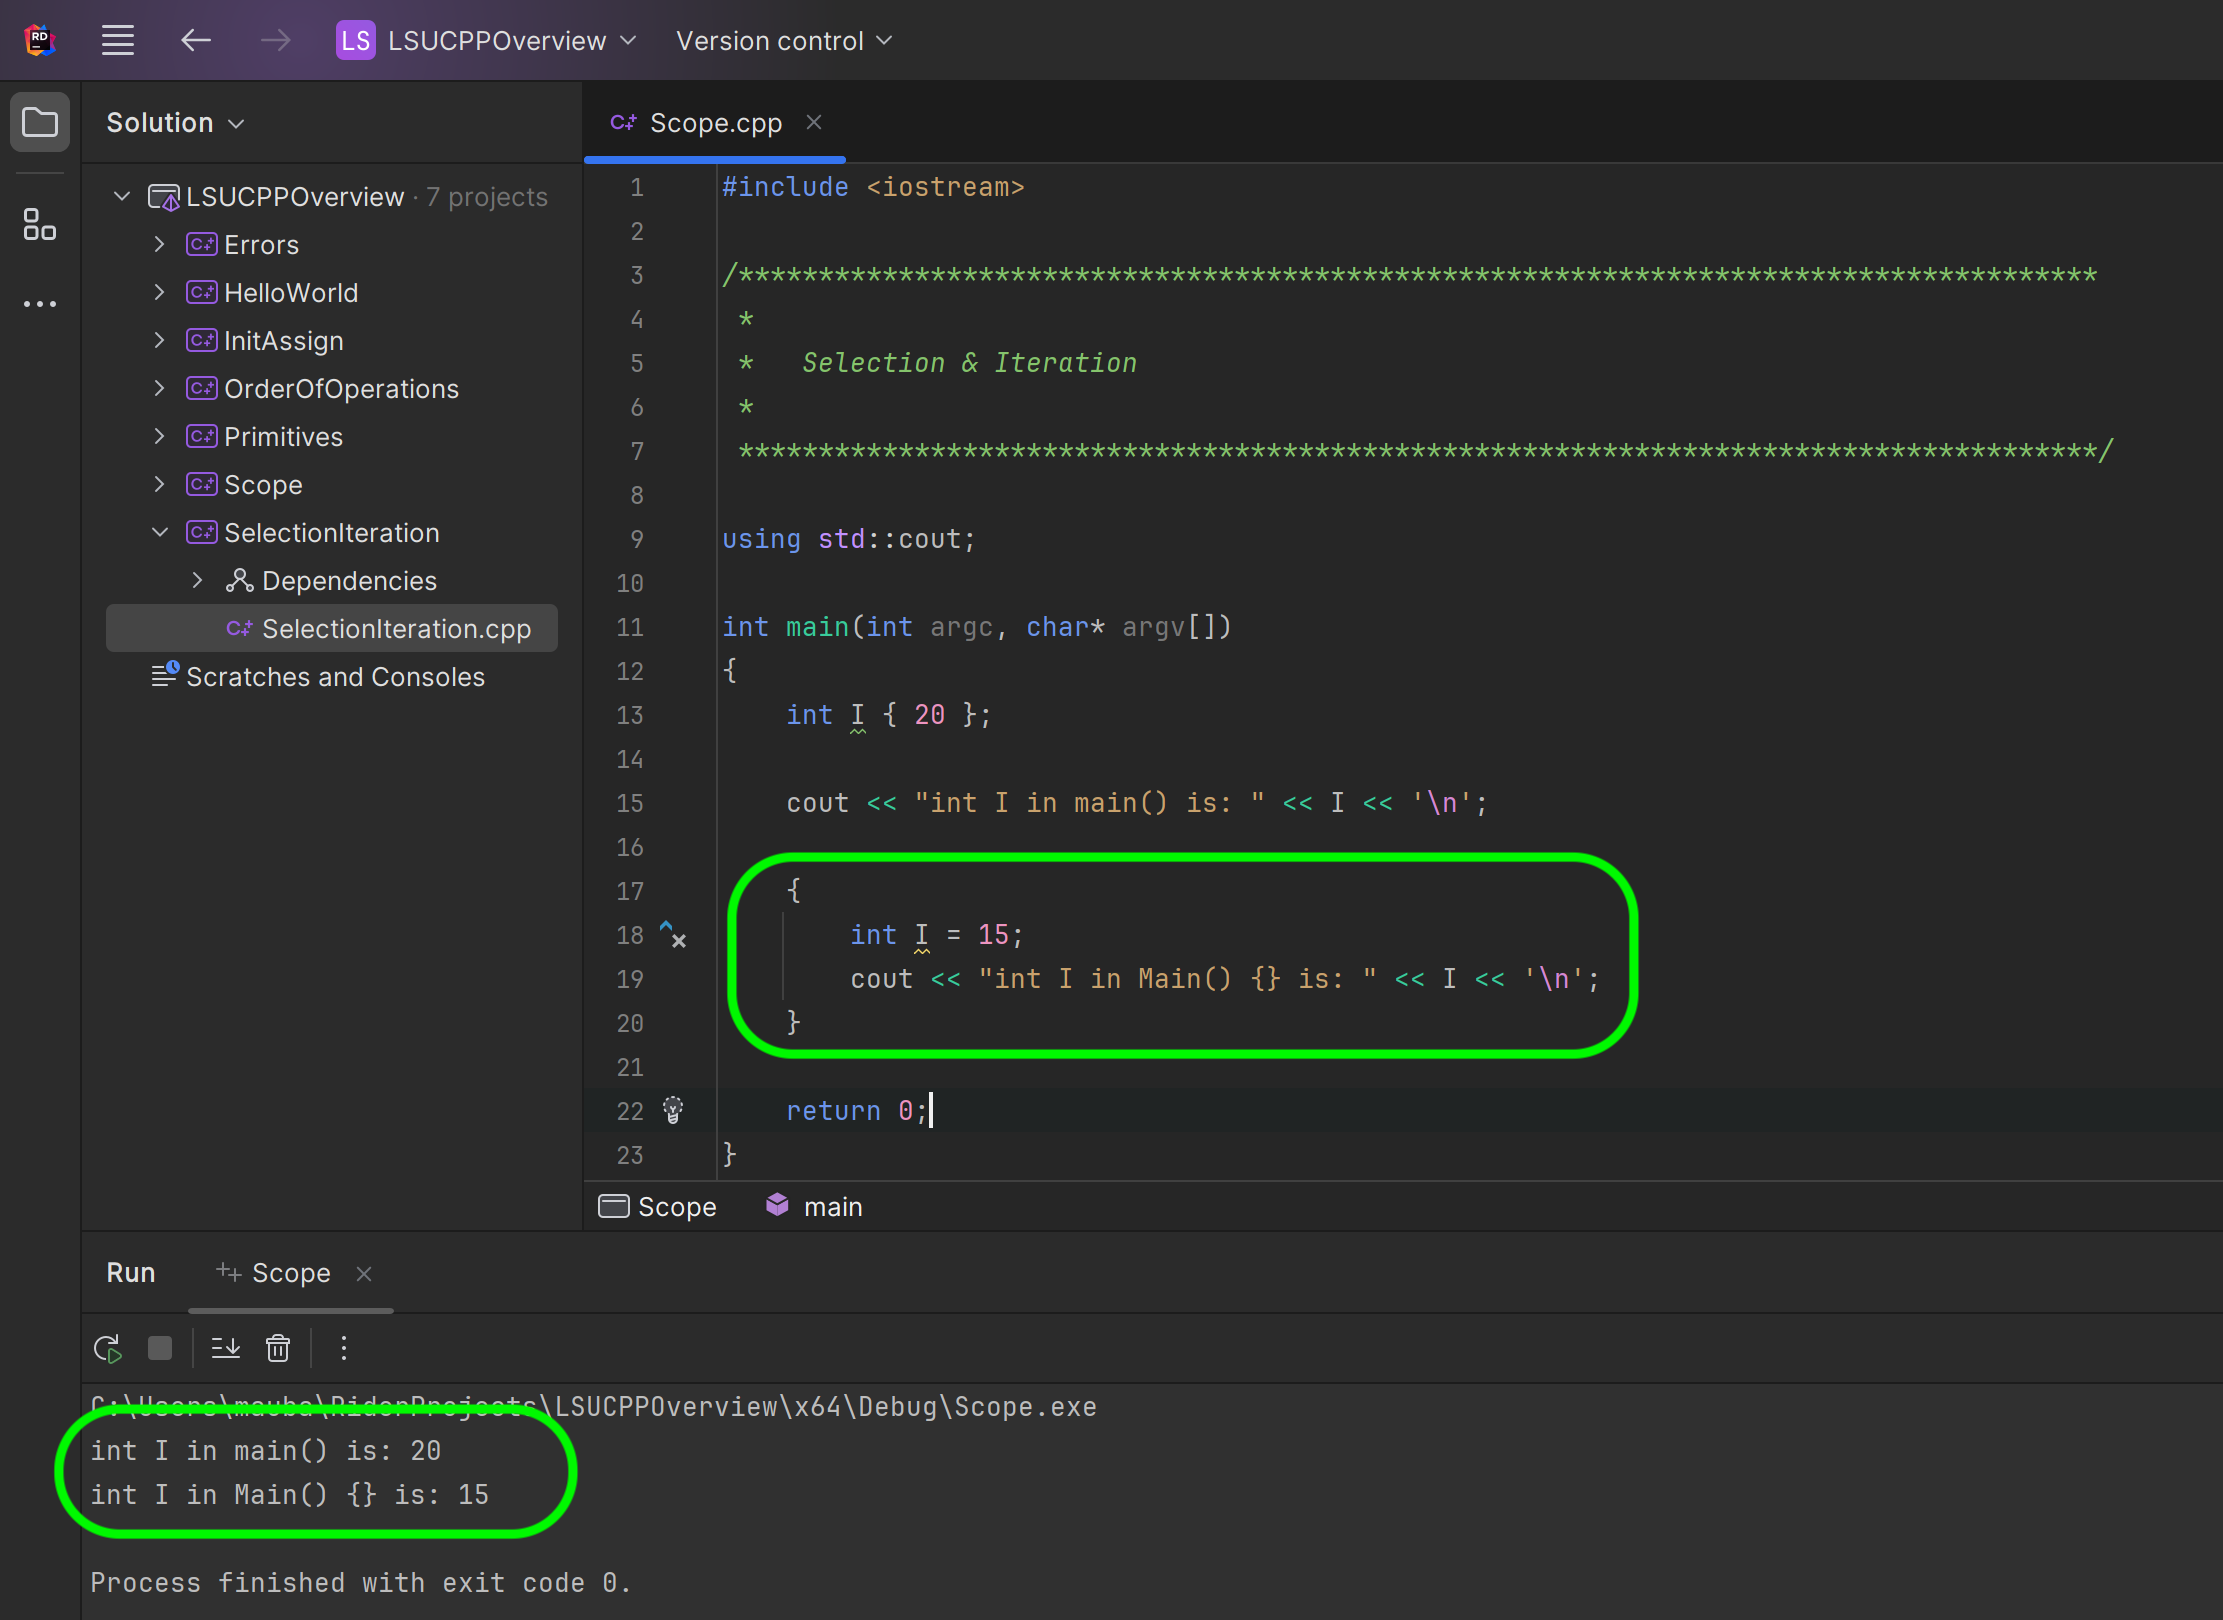 RD
LS LSUCPPOverview Version control
Solution
Scope.cpp
LSUCPPOverview · 7 projects
Errors
HelloWorld
InitAssign
OrderOfOperations
Primitives
Scope
SelectionIteration
Dependencies
SelectionIteration.cpp
Scratches and Consoles
1 #include <iostream>
2
3 /*************************************************************************************
4 *
5 * Selection & Iteration
6 *
7 *************************************************************************************/
8
9 using std::cout;
10
11 int main(int argc, char* argv[])
12 {
13 int I { 20 };
14
15 cout << "int I in main() is: " << I << '\n';
16
17 {
18 int I = 15;
19 cout << "int I in Main() {} is: " << I << '\n';
20 }
21
22 return 0;
23 }
Scope main
Run Scope
C:\Users\mauba\RiderProjects\LSUCPPOverview\x64\Debug\Scope.exe
int I in main() is: 20
int I in Main() {} is: 15
Process finished with exit code 0.